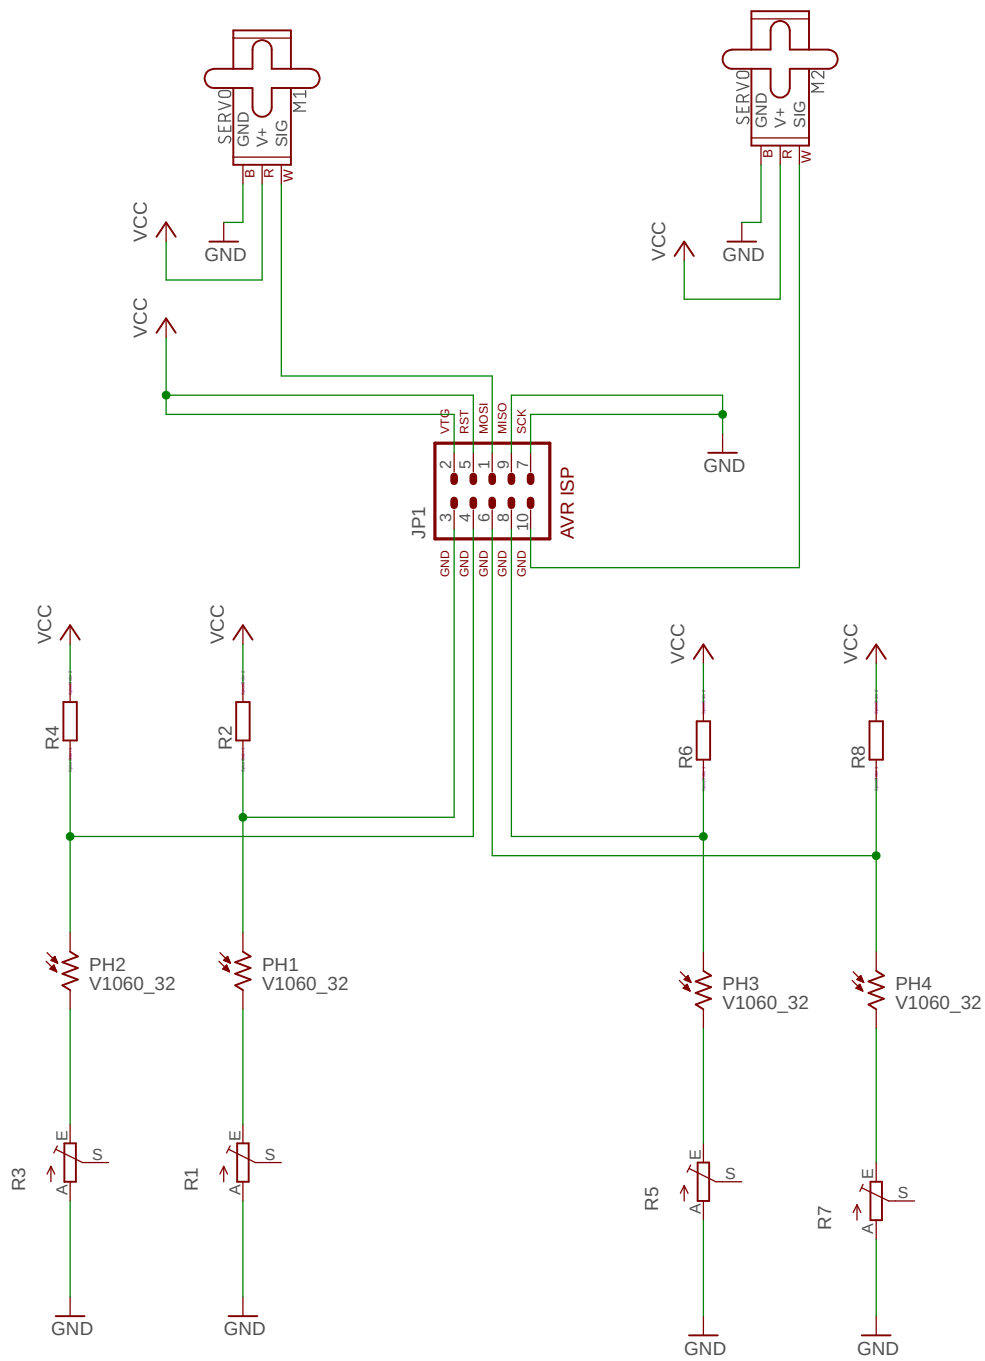 SERVO
GND
V+
SIG
M1
B
R
W
VCC
GND
SERVO
GND
V+
SIG
M2
B
R
W
VCC
GND
VCC
VTG
RST
MOSI
MISO
SCK
2
5
1
9
7
3
4
6
8
10
JP1
AVR ISP
GND
GND
GND
GND
GND
GND
VCC
R4
VCC
R2
VCC
R6
VCC
R8
PH2
V1060_32
PH1
V1060_32
PH3
V1060_32
PH4
V1060_32
R3
E
S
A
R1
E
S
A
R5
E
S
A
R7
E
S
A
GND
GND
GND
GND